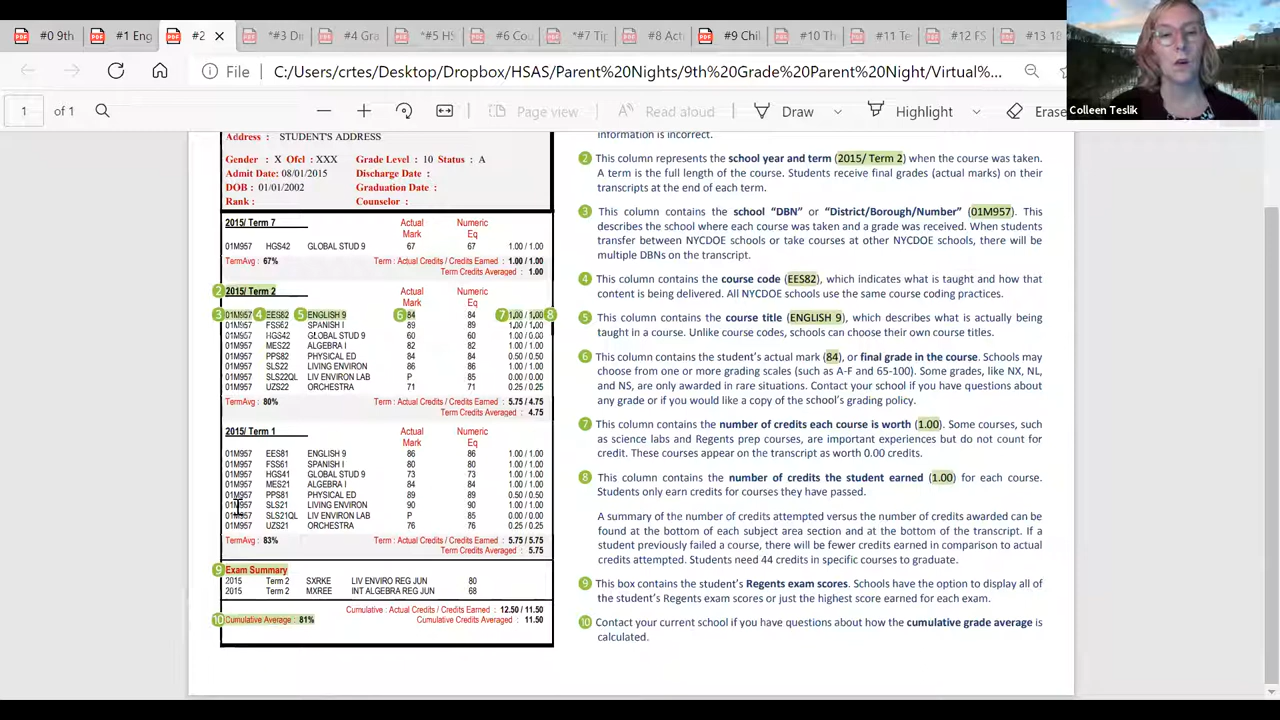 #0 9th
#1 Eng
#2
*#3 Di
#4 Gre
*#5 HS
#6 Cou
*#7 Tip
#8 Act
#9 Chil
#10 Th
#11 Te
#12 FS
#13 18
File
C:/Users/crtes/Desktop/Dropbox/HSAS/Parent%20Nights/9th%20Grade%20Parent%20Night/Virtual%...
1 of 1
Page view
Read aloud
Draw
Highlight
Erase
Colleen Teslik
Address : STUDENT'S ADDRESS
Gender : X Ofcl : XXX Grade Level : 10 Status : A
Admit Date: 08/01/2015 Discharge Date :
DOB : 01/01/2002 Graduation Date :
Rank : Counselor :
2015/ Term 7 Actual Mark Numeric Eq
01M957 HGS42 GLOBAL STUD 9 67 67 1.00 / 1.00
TermAvg : 67% Term : Actual Credits / Credits Earned : 1.00 / 1.00
Term Credits Averaged : 1.00
2 2015/ Term 2 Actual Mark Numeric Eq
3 01M957 4 EES82 5 ENGLISH 9 6 84 84 7 1.00 / 1.00 8
01M957 FSS62 SPANISH I 89 89 1.00 / 1.00
01M957 HGS42 GLOBAL STUD 9 60 60 1.00 / 0.00
01M957 MES22 ALGEBRA I 82 82 1.00 / 1.00
01M957 PPS82 PHYSICAL ED 84 84 0.50 / 0.50
01M957 SLS22 LIVING ENVIRON 86 86 1.00 / 1.00
01M957 SLS22QL LIV ENVIRON LAB P 85 0.00 / 0.00
01M957 UZS22 ORCHESTRA 71 71 0.25 / 0.25
TermAvg : 80% Term : Actual Credits / Credits Earned : 5.75 / 4.75
Term Credits Averaged : 4.75
2015/ Term 1 Actual Mark Numeric Eq
01M957 EES81 ENGLISH 9 86 86 1.00 / 1.00
01M957 FSS61 SPANISH I 80 80 1.00 / 1.00
01M957 HGS41 GLOBAL STUD 9 73 73 1.00 / 1.00
01M957 MES21 ALGEBRA I 84 84 1.00 / 1.00
01M957 PPS81 PHYSICAL ED 89 89 0.50 / 0.50
01M957 SLS21 LIVING ENVIRON 90 90 1.00 / 1.00
01M957 SLS21QL LIV ENVIRON LAB P 85 0.00 / 0.00
01M957 UZS21 ORCHESTRA 76 76 0.25 / 0.25
TermAvg : 83% Term : Actual Credits / Credits Earned : 5.75 / 5.75
Term Credits Averaged : 5.75
9 Exam Summary
2015 Term 2 SXRKE LIV ENVIRO REG JUN 80
2015 Term 2 MXREE INT ALGEBRA REG JUN 68
Cumulative : Actual Credits / Credits Earned : 12.50 / 11.50
10 Cumulative Average : 81% Cumulative Credits Averaged : 11.50
information is incorrect.
2 This column represents the school year and term (2015/ Term 2) when the course was taken.
A term is the full length of the course. Students receive final grades (actual marks) on their
transcripts at the end of each term.
3 This column contains the school “DBN” or “District/Borough/Number” (01M957). This
describes the school where each course was taken and a grade was received. When students
transfer between NYCDOE schools or take courses at other NYCDOE schools, there will be
multiple DBNs on the transcript.
4 This column contains the course code (EES82), which indicates what is taught and how that
content is being delivered. All NYCDOE schools use the same course coding practices.
5 This column contains the course title (ENGLISH 9), which describes what is actually being
taught in a course. Unlike course codes, schools can choose their own course titles.
6 This column contains the student’s actual mark (84), or final grade in the course. Schools may
choose from one or more grading scales (such as A-F and 65-100). Some grades, like NX, NL,
and NS, are only awarded in rare situations. Contact your school if you have questions about
any grade or if you would like a copy of the school’s grading policy.
7 This column contains the number of credits each course is worth (1.00). Some courses, such
as science labs and Regents prep courses, are important experiences but do not count for
credit. These courses appear on the transcript as worth 0.00 credits.
8 This column contains the number of credits the student earned (1.00) for each course.
Students only earn credits for courses they have passed.
A summary of the number of credits attempted versus the number of credits awarded can be
found at the bottom of each subject area section and at the bottom of the transcript. If a
student previously failed a course, there will be fewer credits earned in comparison to actual
credits attempted. Students need 44 credits in specific courses to graduate.
9 This box contains the student’s Regents exam scores. Schools have the option to display all of
the student’s Regents exam scores or just the highest score earned for each exam.
10 Contact your current school if you have questions about how the cumulative grade average is
calculated.